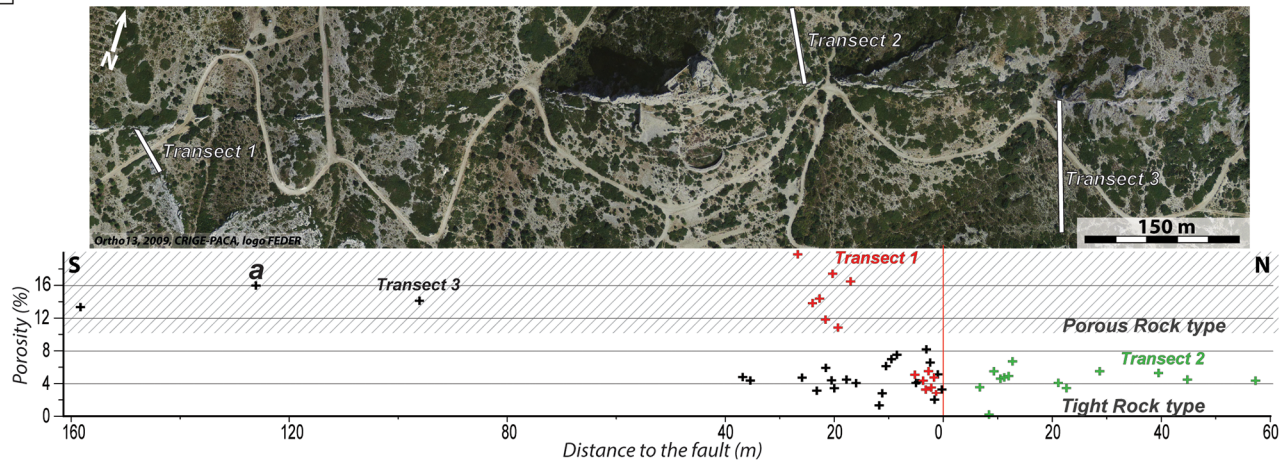 N
Transect 1
Transect 2
Transect 3
150 m
Ortho13, 2009, CRIGE-PACA, logo FEDER
S
a
Transect 3
Transect 1
N
16
12
8
4
0
Porosity (%)
Porous Rock type
Transect 2
Tight Rock type
160 120 80 40 20 0 20 40 60
Distance to the fault (m)